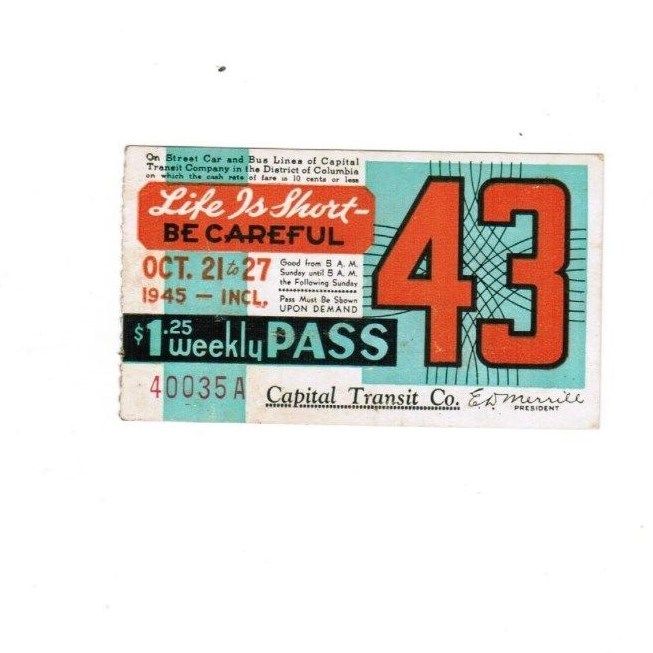 On Street Car and Bus Lines of Capital
Transit Company in the District of Columbia
on which the cash rate of fare is 10 cents or less
Life Is Short-
BE CAREFUL
OCT. 21 to 27
1945 — INCL.,
Good from 5 A.M.
Sunday until 5 A.M.
the Following Sunday
Pass Must Be Shown
UPON DEMAND
43
$1.25 weekly PASS
40035A
Capital Transit Co.
E D Merrill
PRESIDENT